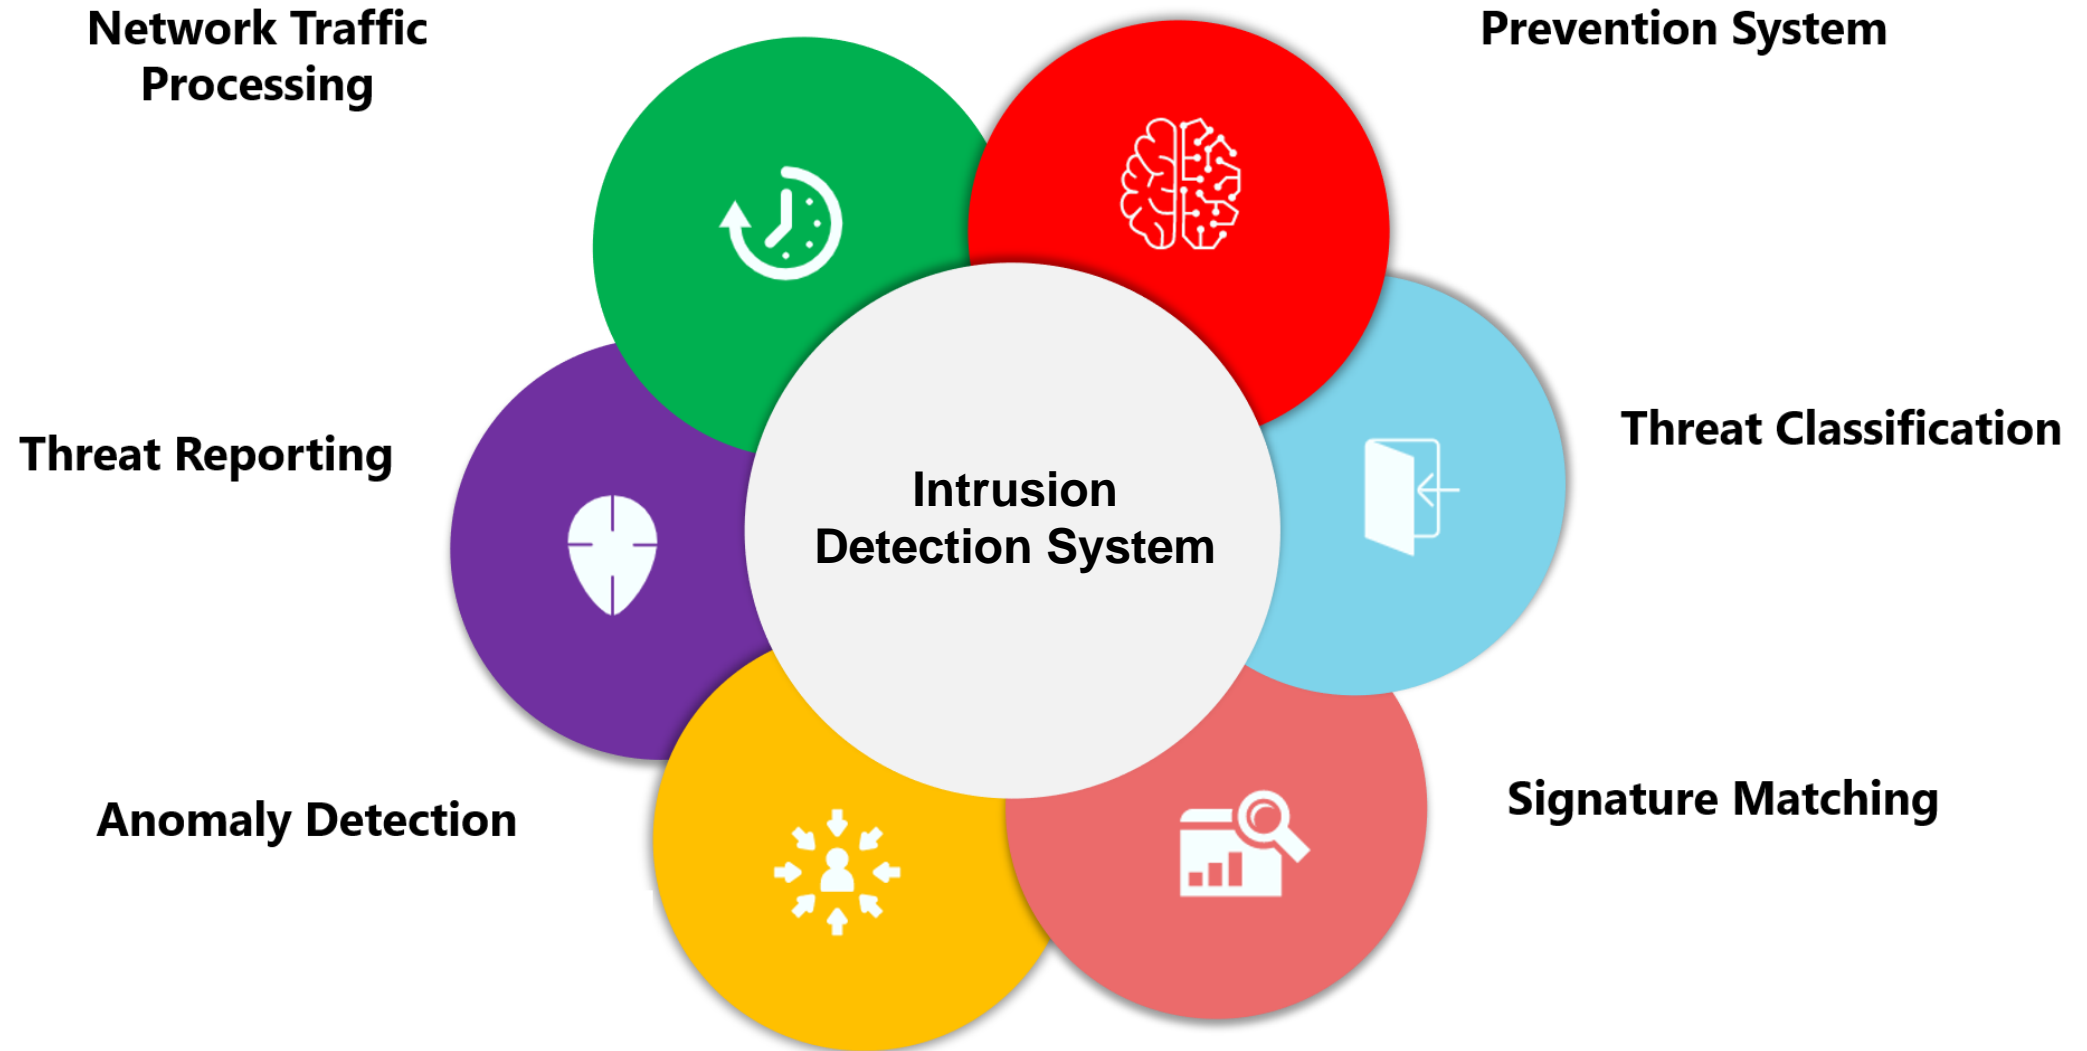 Network Traffic
Processing
Prevention System
Threat Reporting
Threat Classification
Intrusion
Detection System
Anomaly Detection
Signature Matching